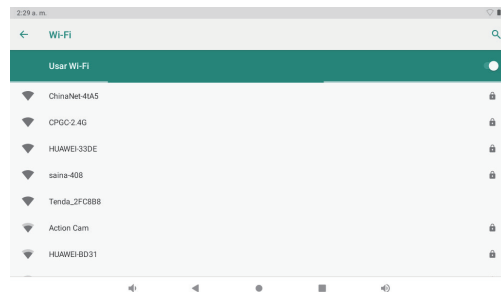 2:29 a. m.
Wi-Fi
Usar Wi-Fi
ChinaNet-4tA5
CPGC-2.4G
HUAWEI-33DE
saina-408
Tenda_2FC8B8
Action Cam
HUAWEI-BD31